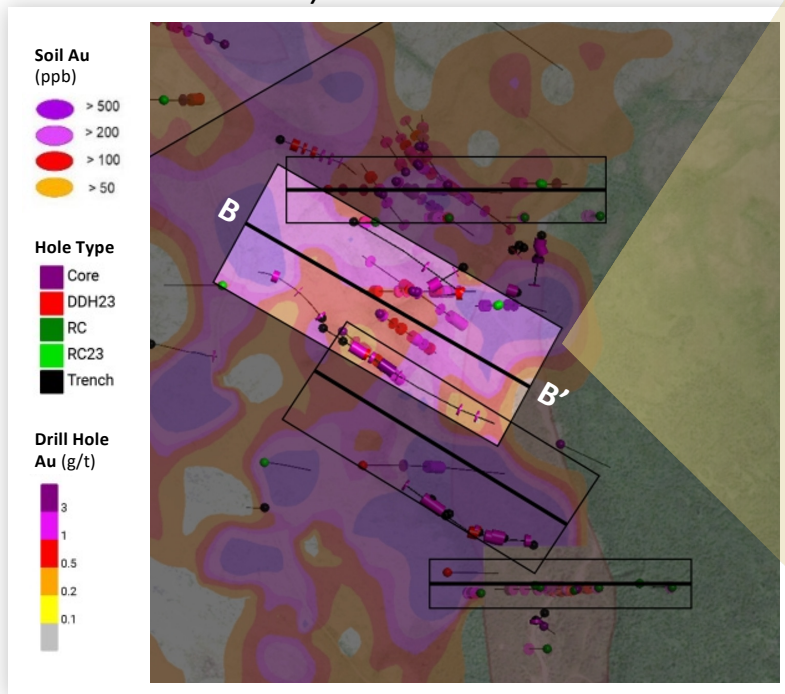 Soil Au
(ppb)
> 500
> 200
> 100
> 50
Hole Type
Core
DDH23
RC
RC23
Trench
Drill Hole
Au (g/t)
3
1
0.5
0.2
0.1
B
B’